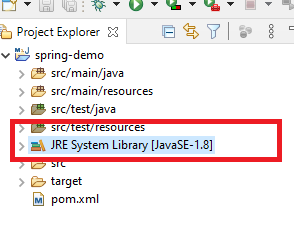 Project Explorer
spring-demo
src/main/java
src/main/resources
src/test/java
src/test/resources
JRE System Library [JavaSE-1.8]
src
target
pom.xml